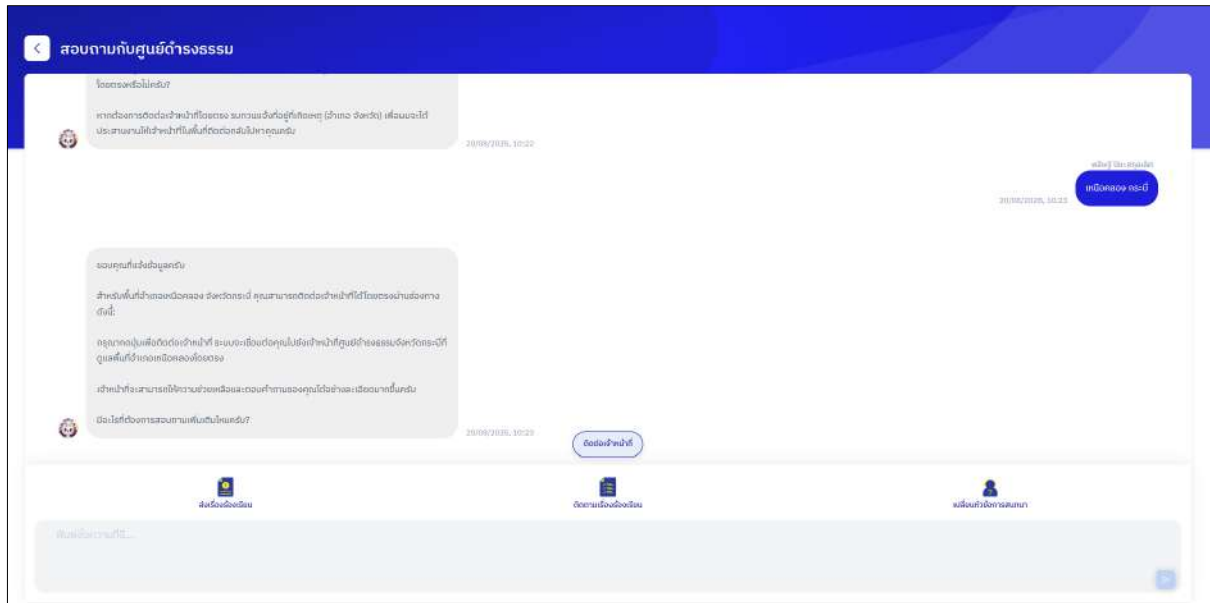 สอบถามกับศูนย์ดำรงธรรม
โดยตรงหรือไม่ครับ?
หากต้องการติดต่อเจ้าหน้าที่โดยตรง รบกวนแจ้งที่อยู่ที่เกิดเหตุ (อำเภอ จังหวัด) เพื่อผมจะได้
ประสานงานให้เจ้าหน้าที่ในพื้นที่ติดต่อกลับไปหาคุณครับ
เหนือคลอง กระบี่
ขอบคุณที่แจ้งข้อมูลครับ
สำหรับพื้นที่อำเภอเหนือคลอง จังหวัดกระบี่ คุณสามารถติดต่อเจ้าหน้าที่ได้โดยตรงผ่านช่องทาง
ดังนี้:
กรุณากดปุ่มเพื่อติดต่อเจ้าหน้าที่ ระบบจะเชื่อมต่อคุณไปยังเจ้าหน้าที่ศูนย์ดำรงธรรมจังหวัดกระบี่ที่
ดูแลพื้นที่อำเภอเหนือคลองโดยตรง
เจ้าหน้าที่จะสามารถให้ความช่วยเหลือและตอบคำถามของคุณได้อย่างละเอียดมากขึ้นครับ
มีอะไรที่ต้องการสอบถามเพิ่มเติมไหมครับ?
ติดต่อเจ้าหน้าที่
ส่งเรื่องร้องเรียน
ติดตามเรื่องร้องเรียน
เปลี่ยนหัวข้อการสนทนา
พิมพ์ข้อความที่นี่...